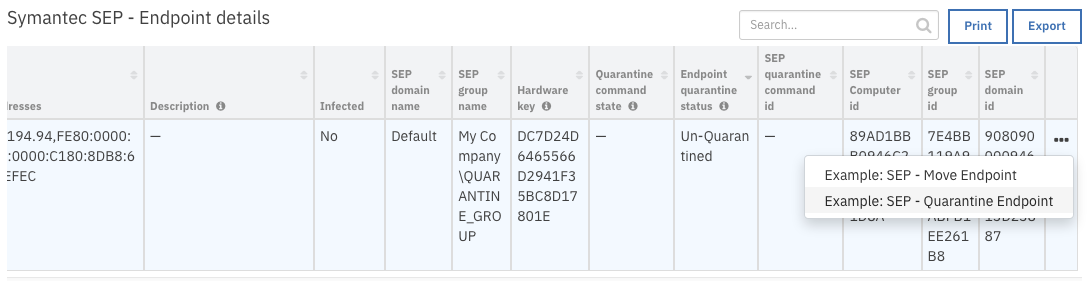 Symantec SEP - Endpoint details
Search...
Print
Export
resses
Description
Infected
SEP
domain
name
SEP
group
name
Hardware
key
Quarantine
command
state
Endpoint
quarantine
status
SEP
quarantine
command
id
SEP
Computer
id
SEP
group
id
SEP
domain
id
194.94,FE80:0000:
:0000:C180:8DB8:6
EFEC
—
No
Default
My Co
mpany
\QUAR
ANTIN
E_GRO
UP
DC7D24D
6465566
D2941F3
5BC8D17
801E
—
Un-Quaran
tined
—
89AD1BB
7E4BB
EE261
B8
908090
87
Example: SEP - Move Endpoint
Example: SEP - Quarantine Endpoint